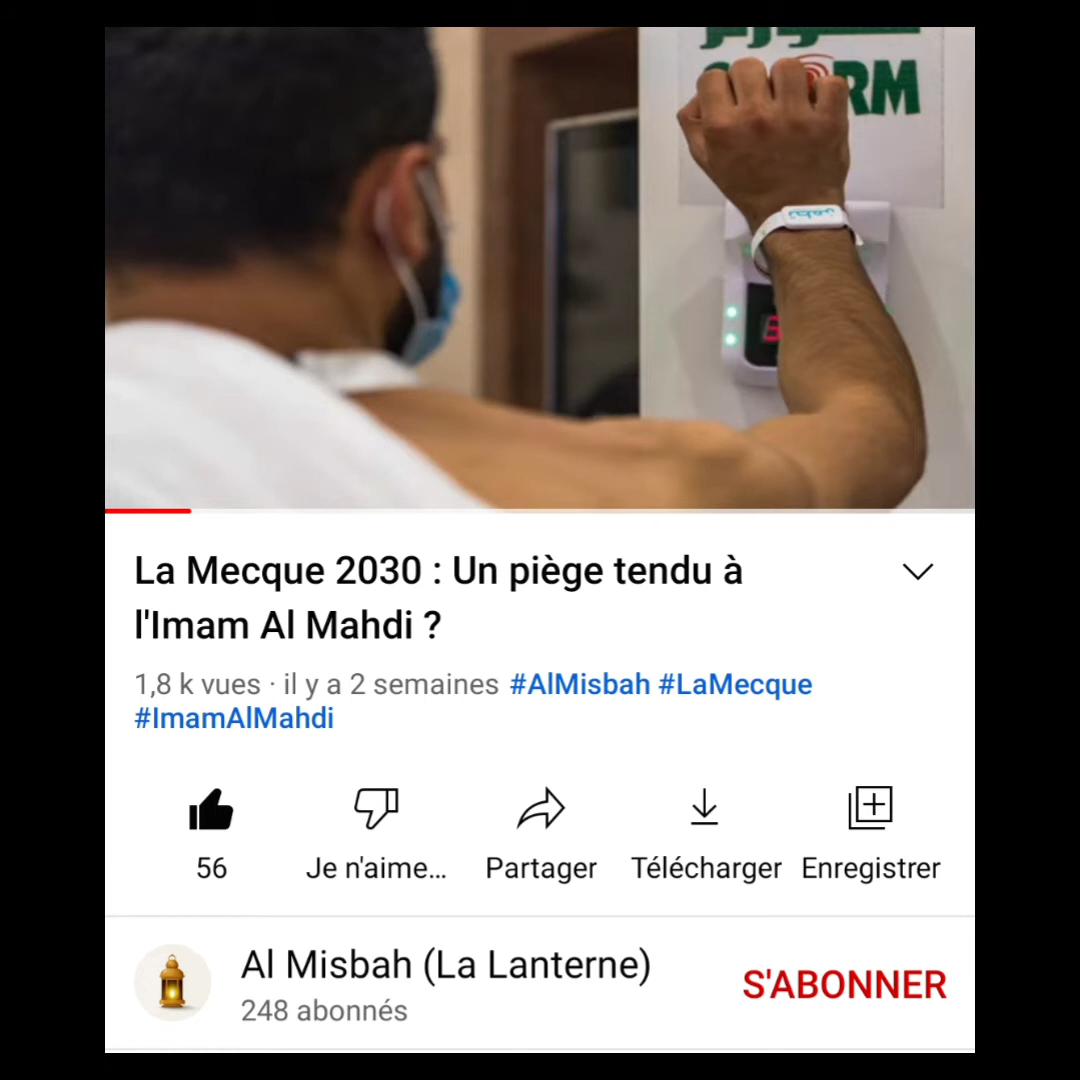 RM
La Mecque 2030 : Un piège tendu à
l'Imam Al Mahdi ?
1,8 k vues · il y a 2 semaines #AlMisbah #LaMecque
#ImamAlMahdi
56 Je n'aime... Partager Télécharger Enregistrer
Al Misbah (La Lanterne)
248 abonnés
S'ABONNER